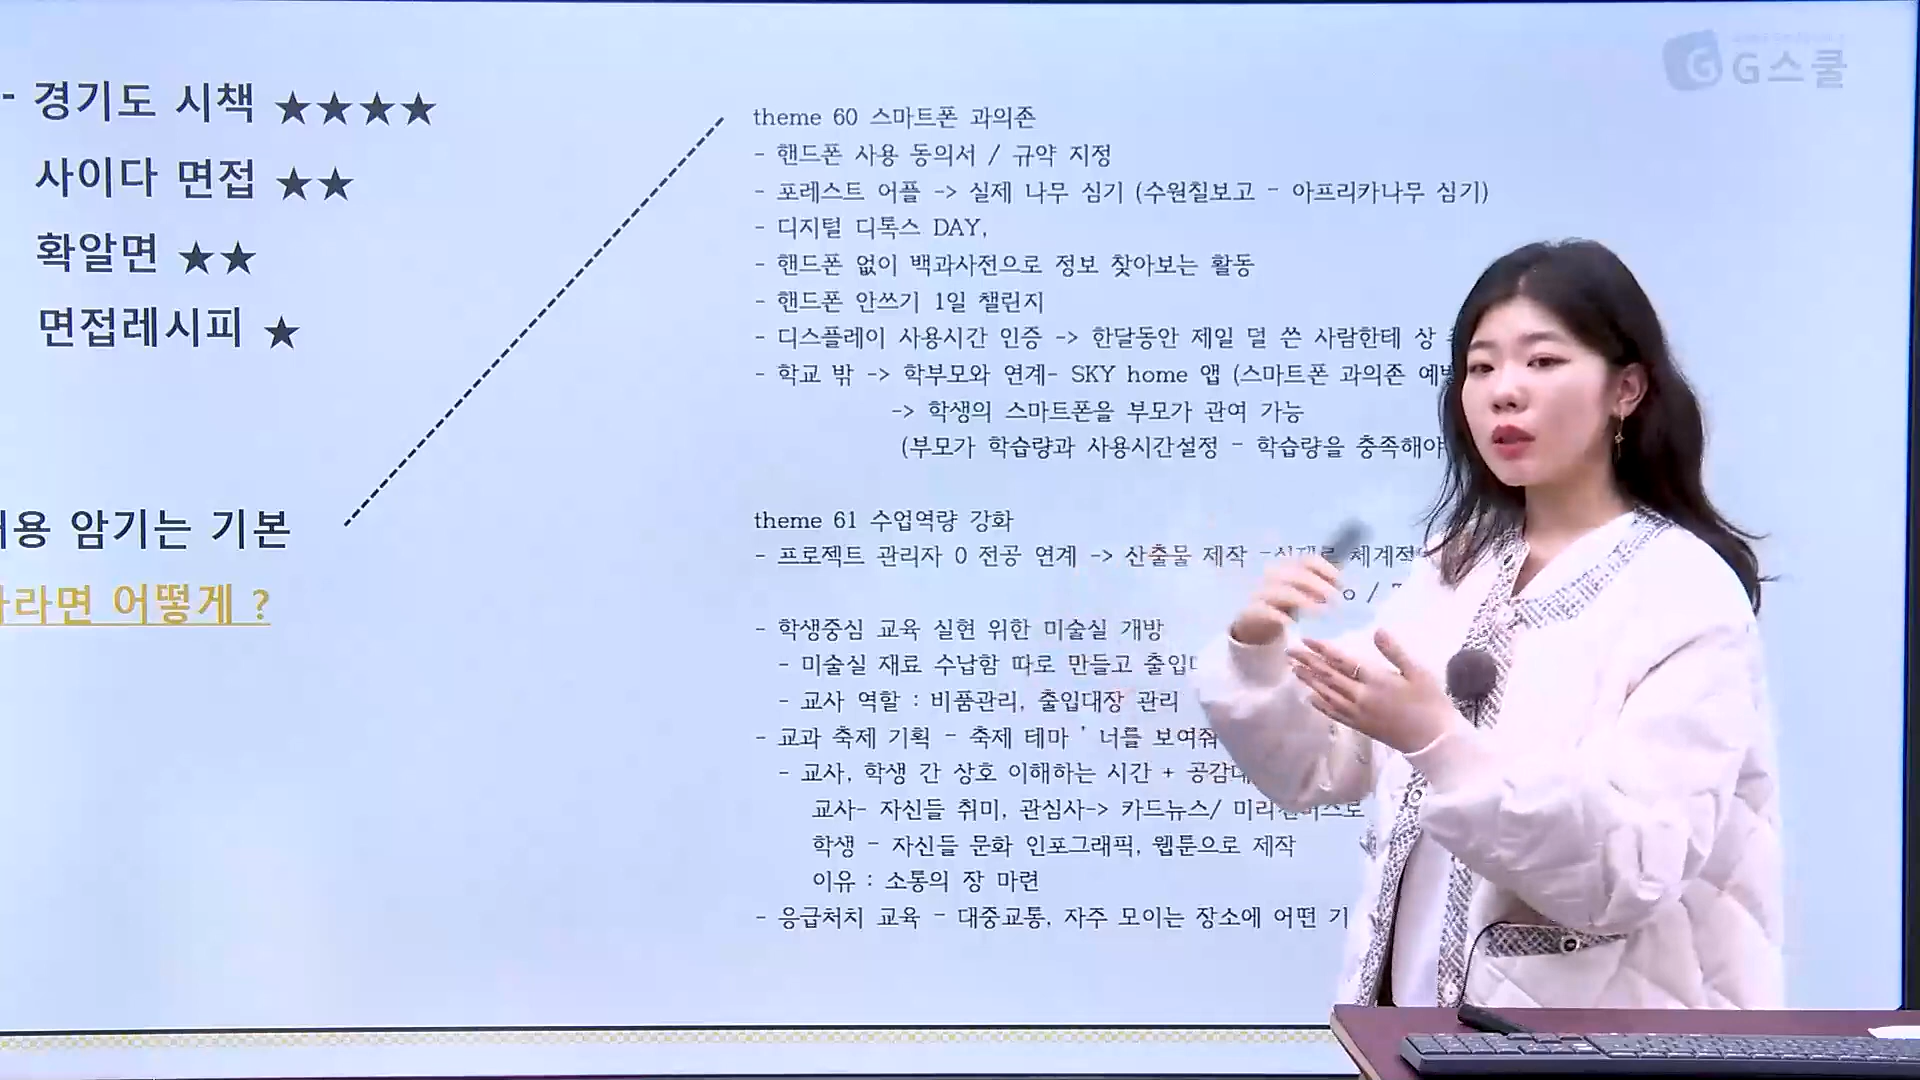 G스쿨
- 경기도 시책 ★★★★
사이다 면접 ★★
확알면 ★★
면접레시피 ★
용 암기는 기본
라면 어떻게 ?
theme 60 스마트폰 과의존
- 핸드폰 사용 동의서 / 규약 지정
- 포레스트 어플 -> 실제 나무 심기 (수원칠보고 - 아프리카나무 심기)
- 디지털 디톡스 DAY,
- 핸드폰 없이 백과사전으로 정보 찾아보는 활동
- 핸드폰 안쓰기 1일 챌린지
- 디스플레이 사용시간 인증 -> 한달동안 제일 덜 쓴 사람한테 상
- 학교 밖 -> 학부모와 연계- SKY home 앱 (스마트폰 과의존
-> 학생의 스마트폰을 부모가 관여 가능
(부모가 학습량과 사용시간설정 - 학습량을 충족해야
theme 61 수업역량 강화
- 프로젝트 관리자 0 전공 연계 -> 산출물 제작
- 학생중심 교육 실현 위한 미술실 개방
- 미술실 재료 수납함 따로 만들고
- 교사 역할 : 비품관리, 출입대장 관리
- 교과 축제 기획 - 축제 테마 ' 너를 보여줘
- 교사, 학생 간 상호 이해하는 시간 +
교사- 자신들 취미, 관심사-> 카드뉴스/
학생 - 자신들 문화 인포그래픽, 웹툰으로 제작
이유 : 소통의 장 마련
- 응급처치 교육 - 대중교통, 자주 모이는 장소에 어떤 기